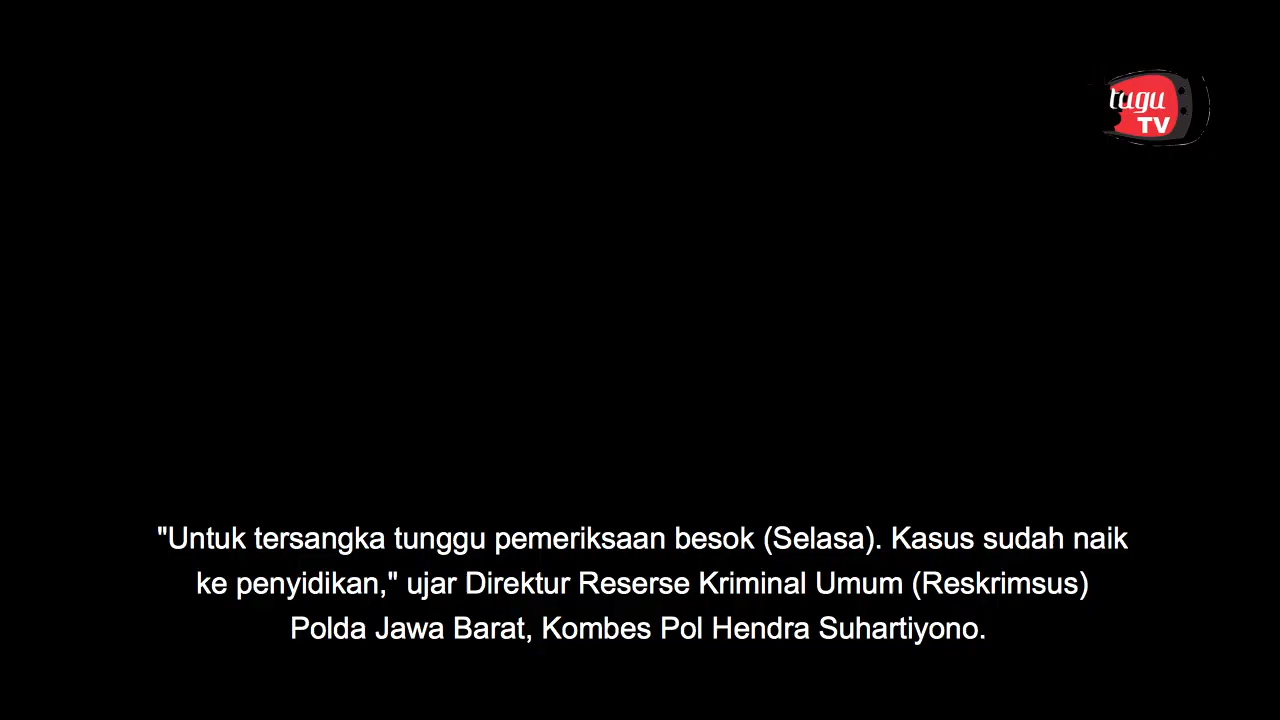 tugu
TV
"Untuk tersangka tunggu pemeriksaan besok (Selasa). Kasus sudah naik
ke penyidikan," ujar Direktur Reserse Kriminal Umum (Reskrimsus)
Polda Jawa Barat, Kombes Pol Hendra Suhartiyono.